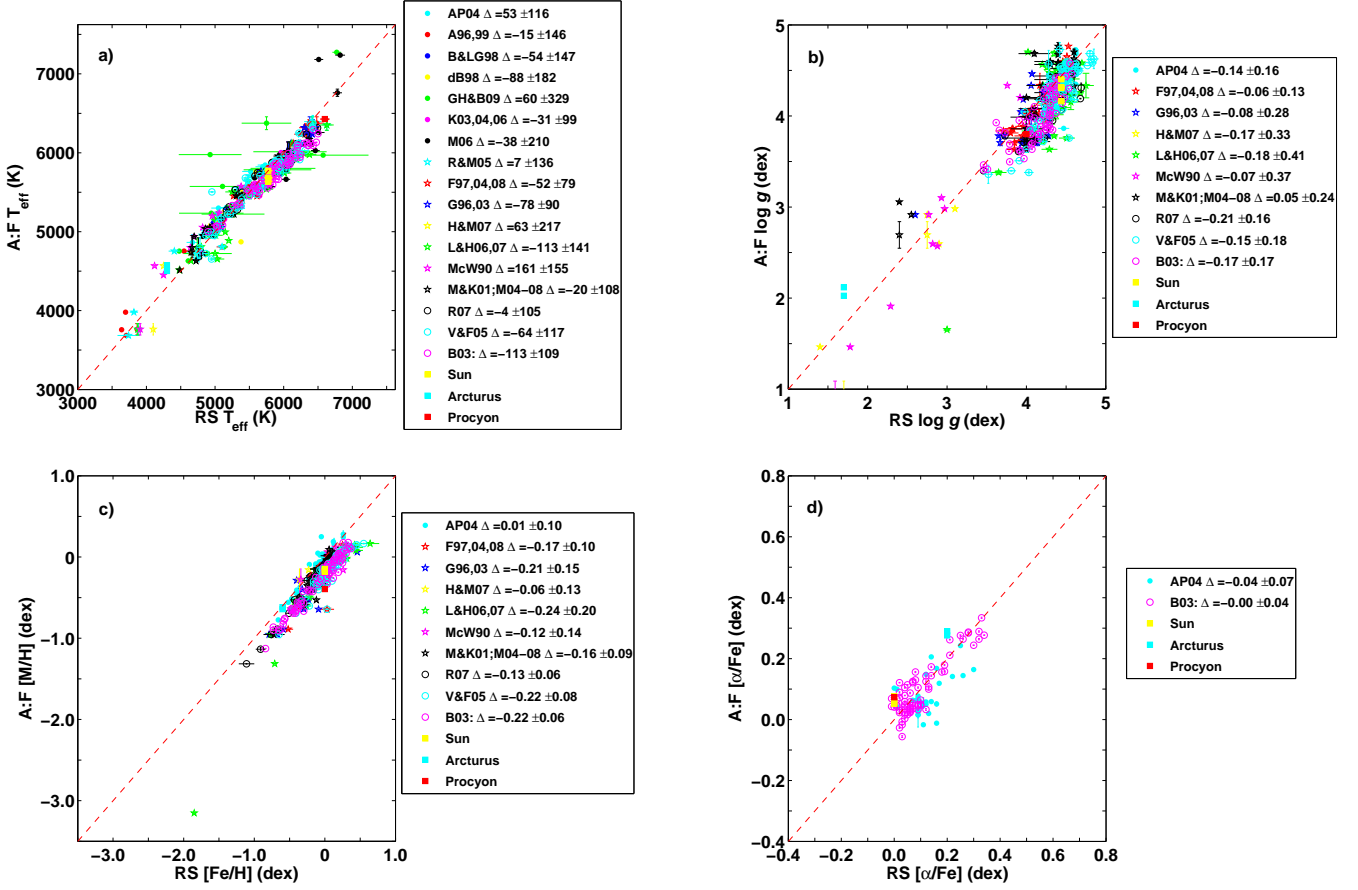 a)
7000
6000
5000
4000
3000
A:F Teff (K)
3000 4000 5000 6000 7000
RS Teff (K)
AP04 Δ =53 ±116
A96,99 Δ =−15 ±146
B&LG98 Δ =−54 ±147
dB98 Δ =−88 ±182
GH&B09 Δ =60 ±329
K03,04,06 Δ =−31 ±99
M06 Δ =−38 ±210
R&M05 Δ =7 ±136
F97,04,08 Δ =−52 ±79
G96,03 Δ =−78 ±90
H&M07 Δ =63 ±217
L&H06,07 Δ =−113 ±141
McW90 Δ =161 ±155
M&K01;M04−08 Δ =−20 ±108
R07 Δ =−4 ±105
V&F05 Δ =−64 ±117
B03: Δ =−113 ±109
Sun
Arcturus
Procyon
b)
5
4
3
2
1
A:F log g (dex)
1 2 3 4 5
RS log g (dex)
AP04 Δ =−0.14 ±0.16
F97,04,08 Δ =−0.06 ±0.13
G96,03 Δ =−0.08 ±0.28
H&M07 Δ =−0.17 ±0.33
L&H06,07 Δ =−0.18 ±0.41
McW90 Δ =−0.07 ±0.37
M&K01;M04−08 Δ =0.05 ±0.24
R07 Δ =−0.21 ±0.16
V&F05 Δ =−0.15 ±0.18
B03: Δ =−0.17 ±0.17
Sun
Arcturus
Procyon
c)
1.0
0
−1.0
−2.0
−3.0
A:F [M/H] (dex)
−3.0 −2.0 −1.0 0 1.0
RS [Fe/H] (dex)
AP04 Δ =0.01 ±0.10
F97,04,08 Δ =−0.17 ±0.10
G96,03 Δ =−0.21 ±0.15
H&M07 Δ =−0.06 ±0.13
L&H06,07 Δ =−0.24 ±0.20
McW90 Δ =−0.12 ±0.14
M&K01;M04−08 Δ =−0.16 ±0.09
R07 Δ =−0.13 ±0.06
V&F05 Δ =−0.22 ±0.08
B03: Δ =−0.22 ±0.06
Sun
Arcturus
Procyon
d)
0.8
0.6
0.4
0.2
0.0
−0.2
−0.4
A:F [α/Fe] (dex)
−0.4 −0.2 0.0 0.2 0.4 0.6 0.8
RS [α/Fe] (dex)
AP04 Δ =−0.04 ±0.07
B03: Δ =−0.00 ±0.04
Sun
Arcturus
Procyon